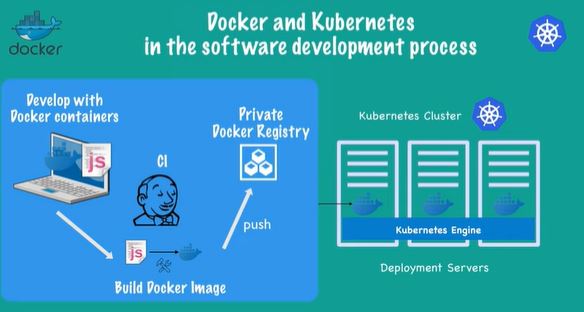 Docker and Kubernetes
in the software development process
docker
Develop with
Docker containers
js
CI
Private
Docker Registry
push
js
Build Docker Image
Kubernetes Cluster
Kubernetes Engine
Deployment Servers